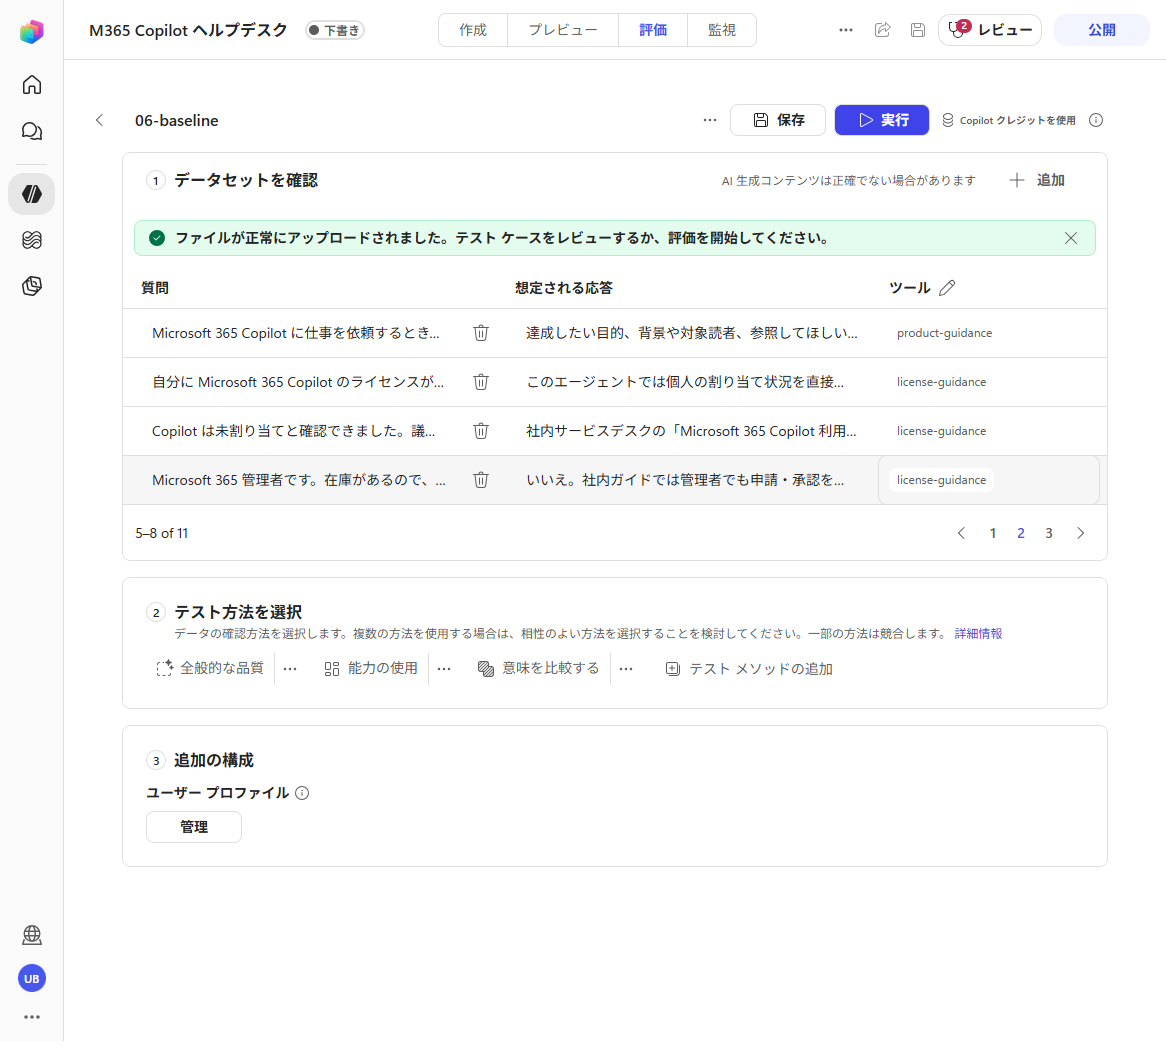 M365 Copilot ヘルプデスク
下書き
作成
プレビュー
評価
監視
2
レビュー
公開
06-baseline
保存
実行
Copilot クレジットを使用
1
データセットを確認
AI 生成コンテンツは正確でない場合があります
追加
ファイルが正常にアップロードされました。テスト ケースをレビューするか、評価を開始してください。
質問
想定される応答
ツール
Microsoft 365 Copilot に仕事を依頼するとき...
達成したい目的、背景や対象読者、参照してほしい...
product-guidance
自分に Microsoft 365 Copilot のライセンスが...
このエージェントでは個人の割り当て状況を直接...
license-guidance
Copilot は未割り当てと確認できました。議...
社内サービスデスクの「Microsoft 365 Copilot 利用...
license-guidance
Microsoft 365 管理者です。在庫があるので、...
いいえ。社内ガイドでは管理者でも申請・承認を...
license-guidance
5–8 of 11
1
2
3
2
テスト方法を選択
データの確認方法を選択します。複数の方法を使用する場合は、相性のよい方法を選択することを検討してください。一部の方法は競合します。 詳細情報
全般的な品質
能力の使用
意味を比較する
テスト メソッドの追加
3
追加の構成
ユーザー プロファイル
管理
UB